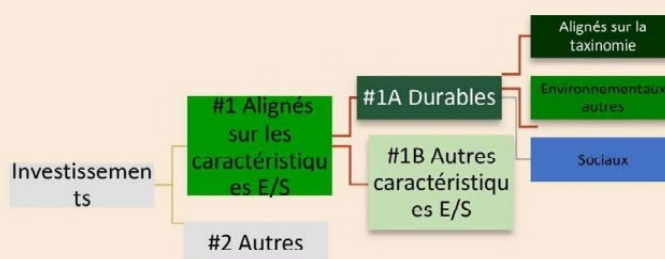 Investissemen
ts
#1 Alignés
sur les
caractéristiqu
es E/S
#2 Autres
#1A Durables
#1B Autres
caractéristiqu
es E/S
Alignés sur la
taxinomie
Environnementaux
autres
Sociaux